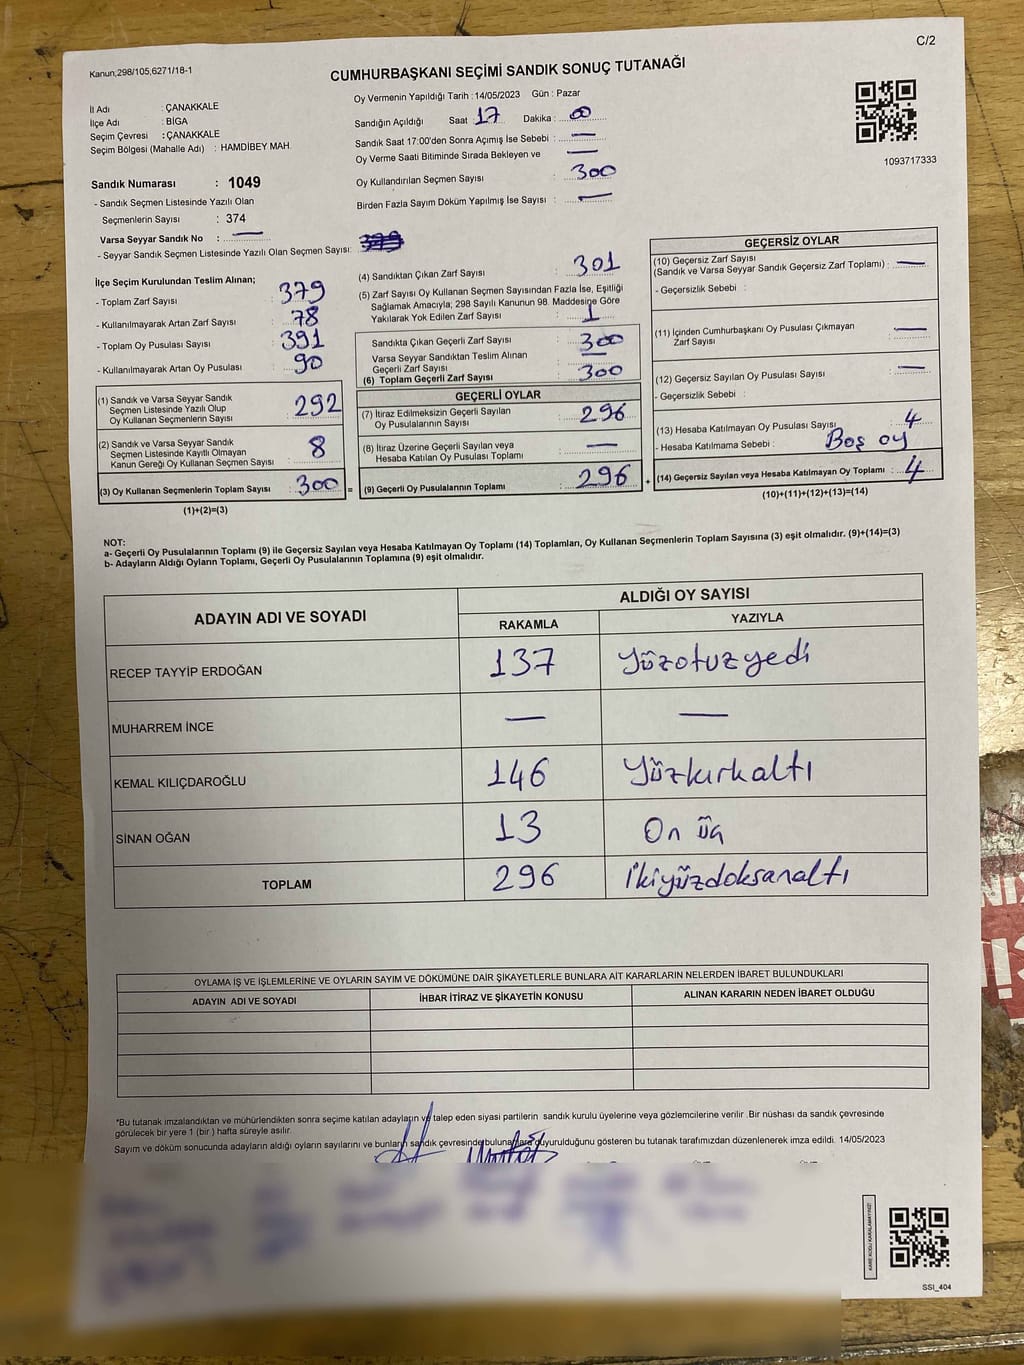 C/2
Kanun,298/105,6271/18-1
CUMHURBAŞKANI SEÇİMİ SANDIK SONUÇ TUTANAĞI
İl Adı : ÇANAKKALE
İlçe Adı : BİGA
Seçim Çevresi : ÇANAKKALE
Seçim Bölgesi (Mahalle Adı) : HAMDİBEY MAH.
Oy Vermenin Yapıldığı Tarih : 14/05/2023 Gün : Pazar
Sandığın Açıldığı Saat : 17 Dakika : 00
Sandık Saat 17:00'den Sonra Açımış İse Sebebi : —
Oy Verme Saati Bitiminde Sırada Bekleyen ve —
Oy Kullandırılan Seçmen Sayısı : 300
Birden Fazla Sayım Döküm Yapılmış İse Sayısı : —
1093717333
Sandık Numarası : 1049
- Sandık Seçmen Listesinde Yazılı Olan
Seçmenlerin Sayısı : 374
Varsa Seyyar Sandık No : —
- Seyyar Sandık Seçmen Listesinde Yazılı Olan Seçmen Sayısı:
İlçe Seçim Kurulundan Teslim Alınan;
- Toplam Zarf Sayısı 379
- Kullanılmayarak Artan Zarf Sayısı 78
- Toplam Oy Pusulası Sayısı 391
- Kullanılmayarak Artan Oy Pusulası 90
(1) Sandık ve Varsa Seyyar Sandık
Seçmen Listesinde Yazılı Olup
Oy Kullanan Seçmenlerin Sayısı 292
(2) Sandık ve Varsa Seyyar Sandık
Seçmen Listesinde Kayıtlı Olmayan
Kanun Gereği Oy Kullanan Seçmen Sayısı 8
(3) Oy Kullanan Seçmenlerin Toplam Sayısı 300 =
(1)+(2)=(3)
(4) Sandıktan Çıkan Zarf Sayısı 301
(5) Zarf Sayısı Oy Kullanan Seçmen Sayısından Fazla İse, Eşitliği
Sağlamak Amacıyla; 298 Sayılı Kanunun 98. Maddesine Göre
Yakılarak Yok Edilen Zarf Sayısı : 1
Sandıkta Çıkan Geçerli Zarf Sayısı : 300
Varsa Seyyar Sandıktan Teslim Alınan
Geçerli Zarf Sayısı : —
(6) Toplam Geçerli Zarf Sayısı : 300
GEÇERLİ OYLAR
(7) İtiraz Edilmeksizin Geçerli Sayılan
Oy Pusulalarının Sayısı : 296
(8) İtiraz Üzerine Geçerli Sayılan veya
Hesaba Katılan Oy Pusulası Toplamı : —
(9) Geçerli Oy Pusulalarının Toplamı : 296 +
GEÇERSİZ OYLAR
(10) Geçersiz Zarf Sayısı
(Sandık ve Varsa Seyyar Sandık Geçersiz Zarf Toplamı) : —
- Geçersizlik Sebebi :
(11) İçinden Cumhurbaşkanı Oy Pusulası Çıkmayan
Zarf Sayısı : —
(12) Geçersiz Sayılan Oy Pusulası Sayısı : —
- Geçersizlik Sebebi :
(13) Hesaba Katılmayan Oy Pusulası Sayısı : 4
- Hesaba Katılmama Sebebi : Boş oy
(14) Geçersiz Sayılan veya Hesaba Katılmayan Oy Toplamı : 4
(10)+(11)+(12)+(13)=(14)
NOT:
a- Geçerli Oy Pusulalarının Toplamı (9) ile Geçersiz Sayılan veya Hesaba Katılmayan Oy Toplamı (14) Toplamları, Oy Kullanan Seçmenlerin Toplam Sayısına (3) eşit olmalıdır. (9)+(14)=(3)
b- Adayların Aldığı Oyların Toplamı, Geçerli Oy Pusulalarının Toplamına (9) eşit olmalıdır.
ADAYIN ADI VE SOYADI
ALDIĞI OY SAYISI
RAKAMLA YAZIYLA
RECEP TAYYİP ERDOĞAN 137 Yüzotuzyedi
MUHARREM İNCE — —
KEMAL KILIÇDAROĞLU 146 Yüzkırkaltı
SİNAN OĞAN 13 On üç
TOPLAM 296 İkiyüzdoksanaltı
OYLAMA İŞ VE İŞLEMLERİNE VE OYLARIN SAYIM VE DÖKÜMÜNE DAİR ŞİKAYETLERLE BUNLARA AİT KARARLARIN NELERDEN İBARET BULUNDUKLARI
ADAYIN ADI VE SOYADI İHBAR İTİRAZ VE ŞİKAYETİN KONUSU ALINAN KARARIN NEDEN İBARET OLDUĞU
*Bu tutanak imzalandıktan ve mühürlendikten sonra seçime katılan adayların ve talep eden siyasi partilerin sandık kurulu üyelerine veya gözlemcilerine verilir .Bir nüshası da sandık çevresinde
görülecek bir yere 1 (bir ) hafta süreyle asılır.
Sayım ve döküm sonucunda adayların aldığı oyların sayılarını ve bunların sandık çevresinde bulunanlara duyurulduğunu gösteren bu tutanak tarafımızdan düzenlenerek imza edildi. 14/05/2023
KARE KODU KARALAMAYINIZ!
SSI_404